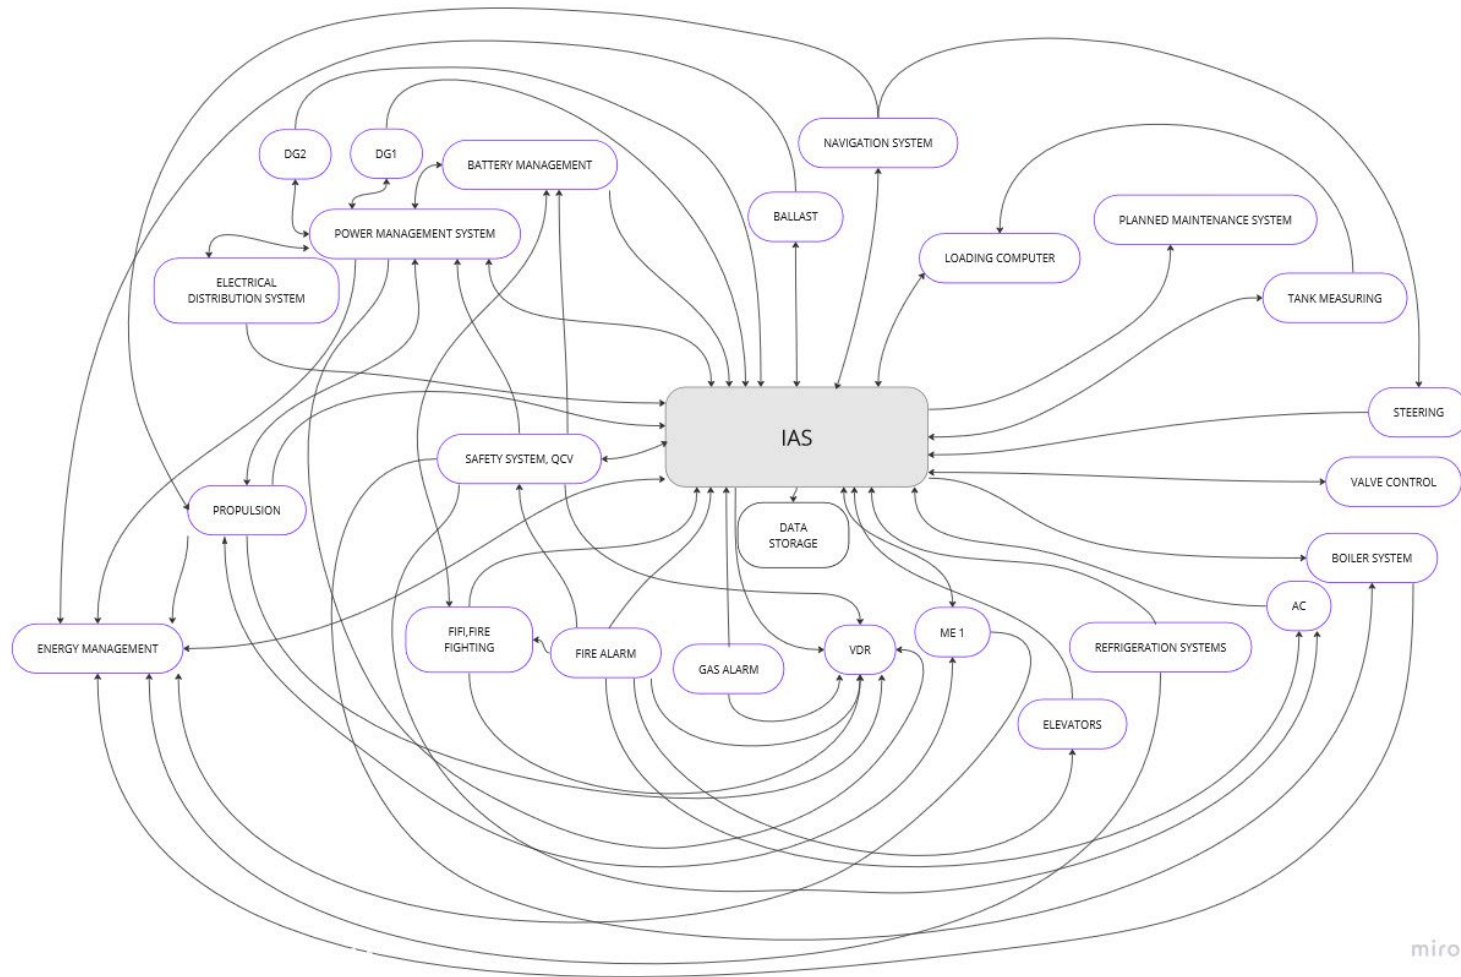 NAVIGATION SYSTEM
DG2
DG1
BATTERY MANAGEMENT
BALLAST
PLANNED MAINTENANCE SYSTEM
POWER MANAGEMENT SYSTEM
LOADING COMPUTER
ELECTRICAL
DISTRIBUTION SYSTEM
TANK MEASURING
STEERING
IAS
SAFETY SYSTEM, QCV
VALVE CONTROL
PROPULSION
DATA
STORAGE
BOILER SYSTEM
AC
ENERGY MANAGEMENT
FIFI,FIRE
FIGHTING
FIRE ALARM
GAS ALARM
VDR
ME 1
REFRIGERATION SYSTEMS
ELEVATORS
miro